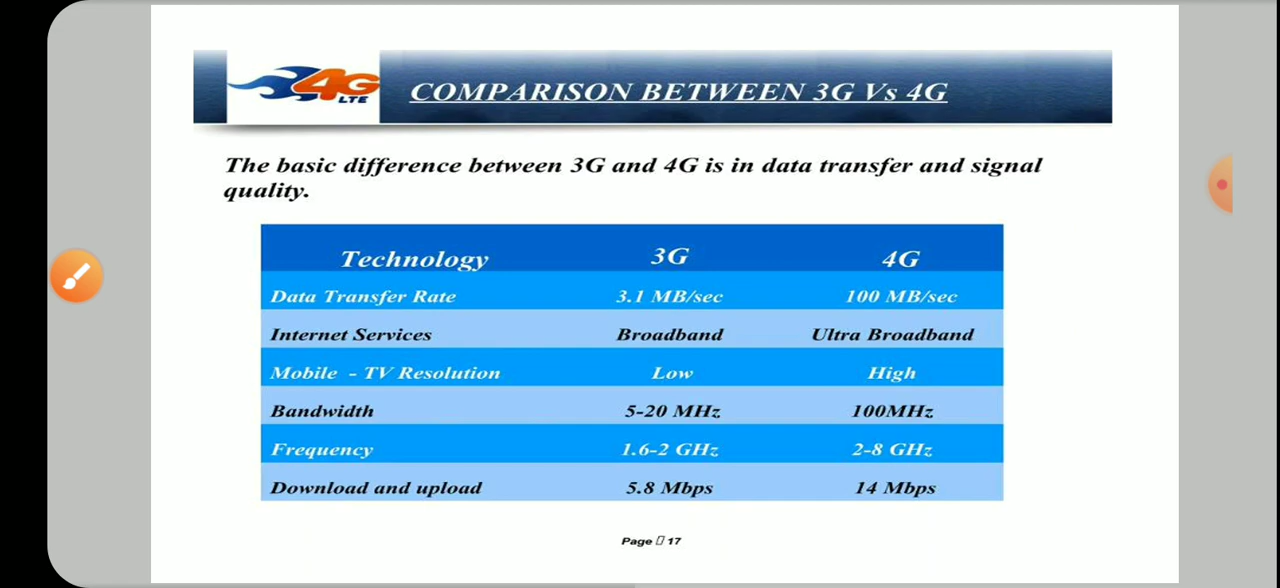 4G
LTE
COMPARISON BETWEEN 3G Vs 4G
The basic difference between 3G and 4G is in data transfer and signal
quality.
Technology 3G 4G
Data Transfer Rate 3.1 MB/sec 100 MB/sec
Internet Services Broadband Ultra Broadband
Mobile - TV Resolution Low High
Bandwidth 5-20 MHz 100MHz
Frequency 1.6-2 GHz 2-8 GHz
Download and upload 5.8 Mbps 14 Mbps
Page 17